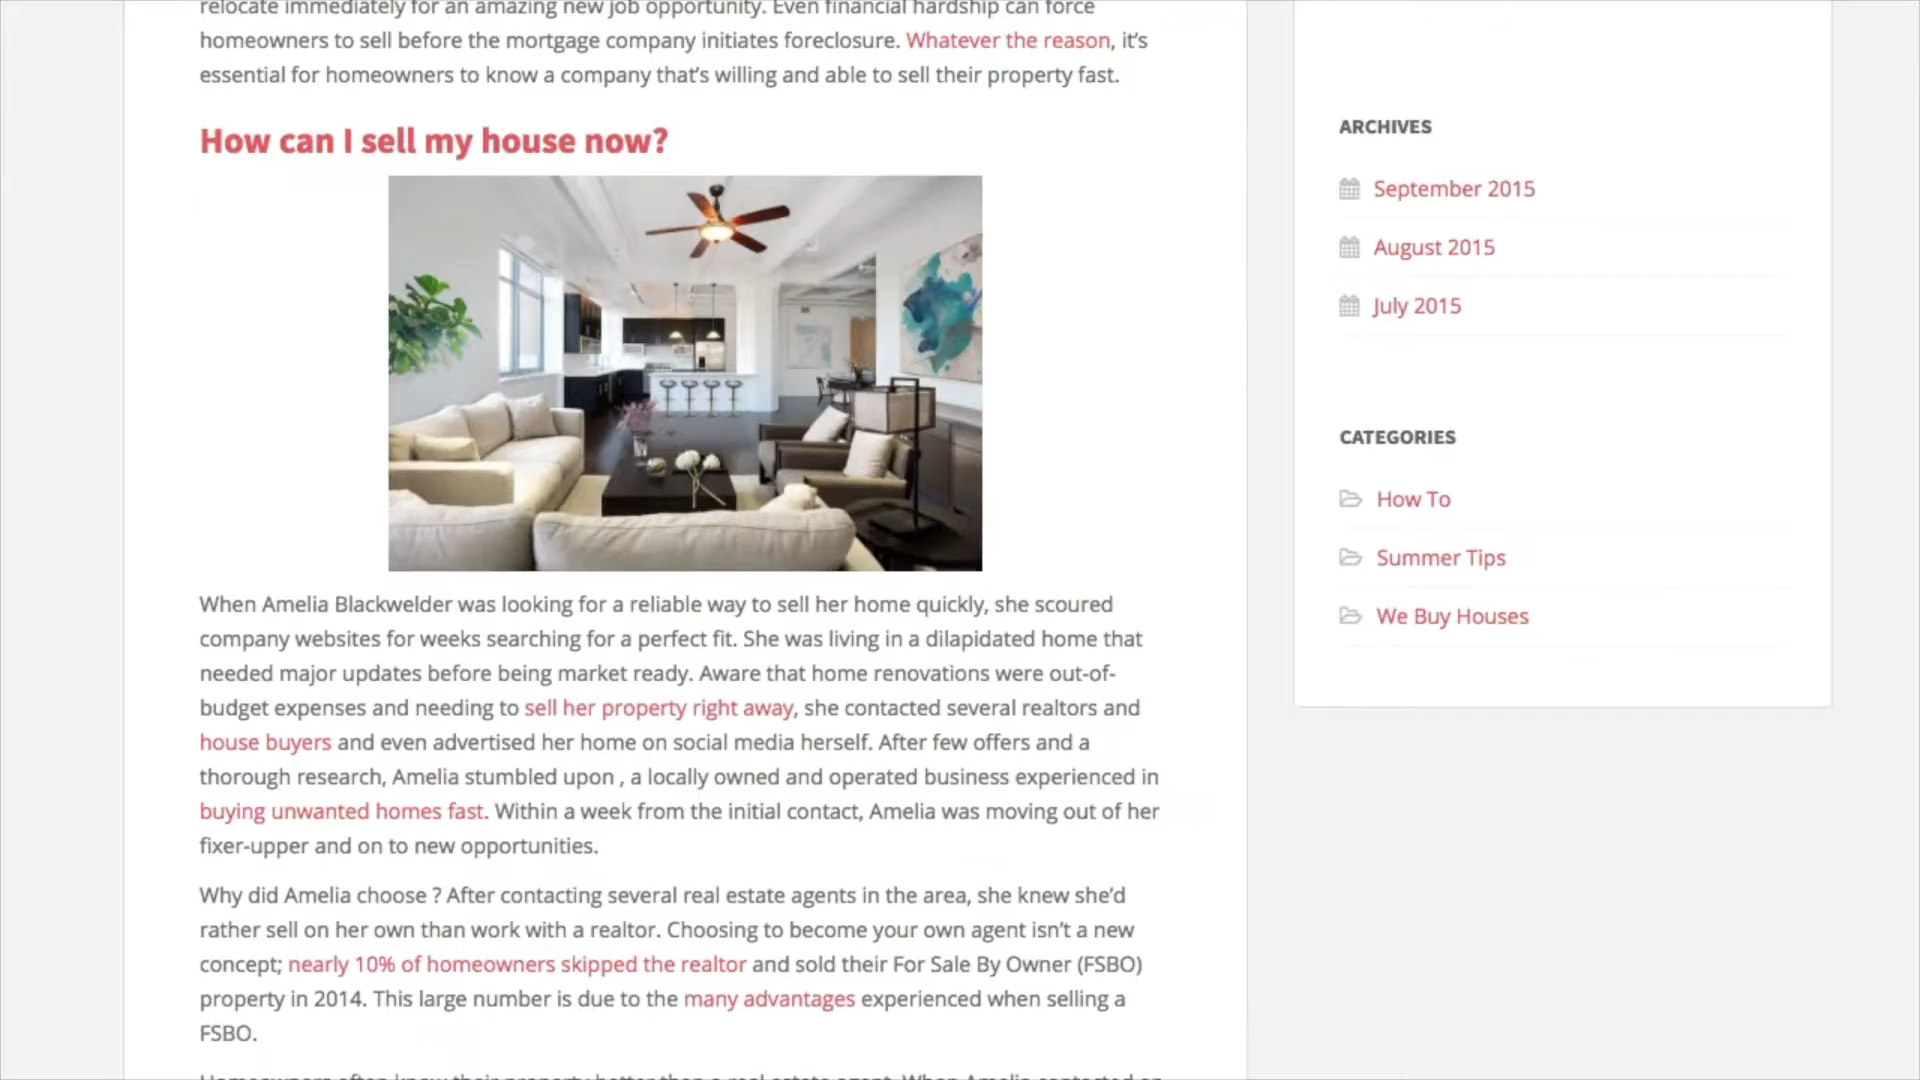 relocate immediately for an amazing new job opportunity. Even financial hardship can force
homeowners to sell before the mortgage company initiates foreclosure. Whatever the reason, it’s
essential for homeowners to know a company that’s willing and able to sell their property fast.
How can I sell my house now?
When Amelia Blackwelder was looking for a reliable way to sell her home quickly, she scoured
company websites for weeks searching for a perfect fit. She was living in a dilapidated home that
needed major updates before being market ready. Aware that home renovations were out-of-
budget expenses and needing to sell her property right away, she contacted several realtors and
house buyers and even advertised her home on social media herself. After few offers and a
thorough research, Amelia stumbled upon , a locally owned and operated business experienced in
buying unwanted homes fast. Within a week from the initial contact, Amelia was moving out of her
fixer-upper and on to new opportunities.
Why did Amelia choose ? After contacting several real estate agents in the area, she knew she’d
rather sell on her own than work with a realtor. Choosing to become your own agent isn’t a new
concept; nearly 10% of homeowners skipped the realtor and sold their For Sale By Owner (FSBO)
property in 2014. This large number is due to the many advantages experienced when selling a
FSBO.
ARCHIVES
September 2015
August 2015
July 2015
CATEGORIES
How To
Summer Tips
We Buy Houses